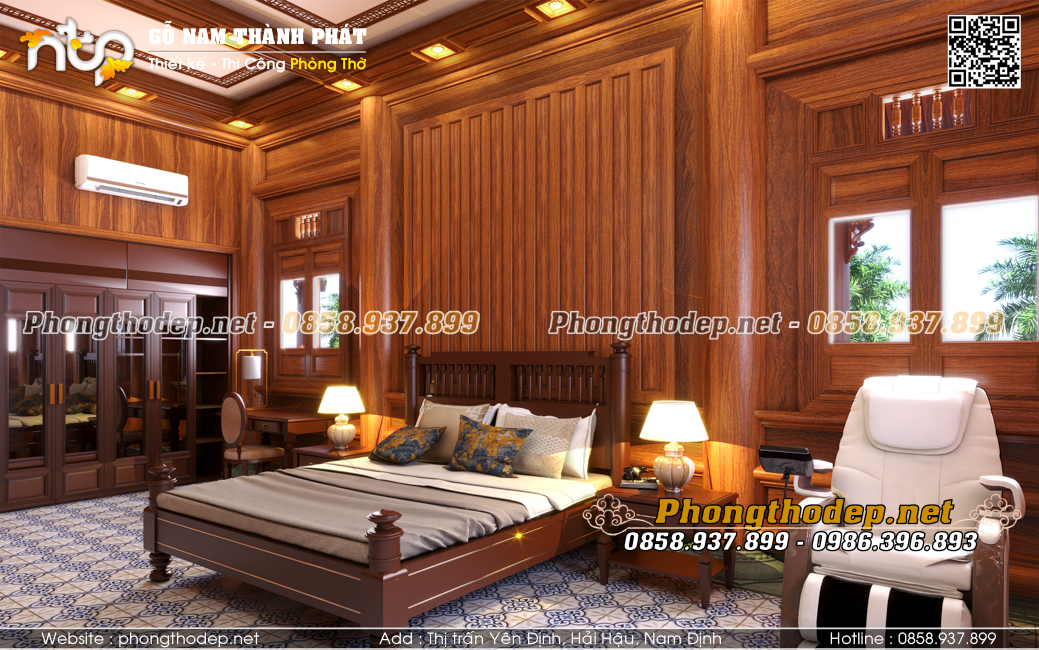 ntp
GỖ NAM THÀNH PHÁT
Thiết kế - Thi Công Phòng Thờ
Phongthodep.net - 0858.937.899
Phongthodep.net - 0858.937.899
Phongthodep.net
0858.937.899 - 0986.396.893
Website : phongthodep.net
Add : Thị trấn Yên Định, Hải Hậu, Nam Định
Hotline : 0858.937.899